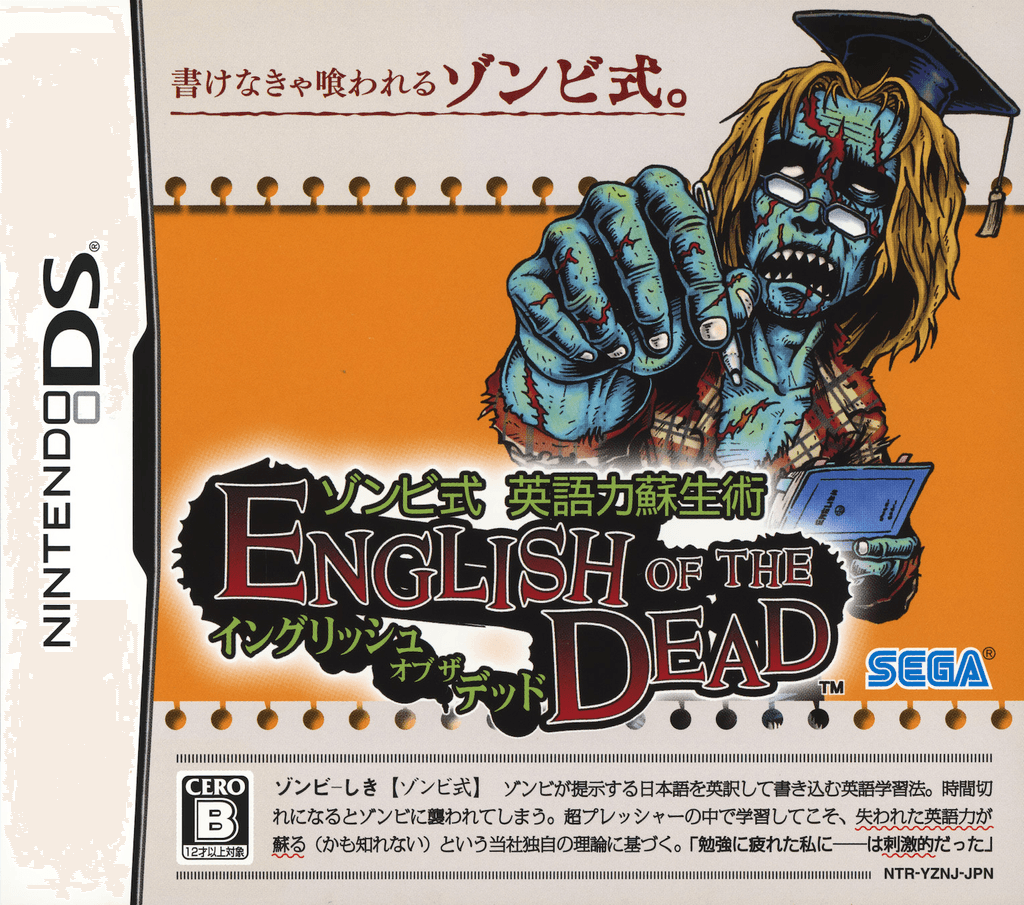 書けなきゃ喰われるゾンビ式。
NINTENDO DS®
ゾンビ式 英語力蘇生術
ENGLISH OF THE
DEAD™
イングリッシュ
オブ ザ
デッド
SEGA®
CERO
B
12才以上対象
ゾンビ–しき【ゾンビ式】 ゾンビが提示する日本語を英訳して書き込む英語学習法。時間切
れになるとゾンビに襲われてしまう。超プレッシャーの中で学習してこそ、失われた英語力が
蘇る（かも知れない）という当社独自の理論に基づく。「勉強に疲れた私に——は刺激的だった」
NTR-YZNJ-JPN